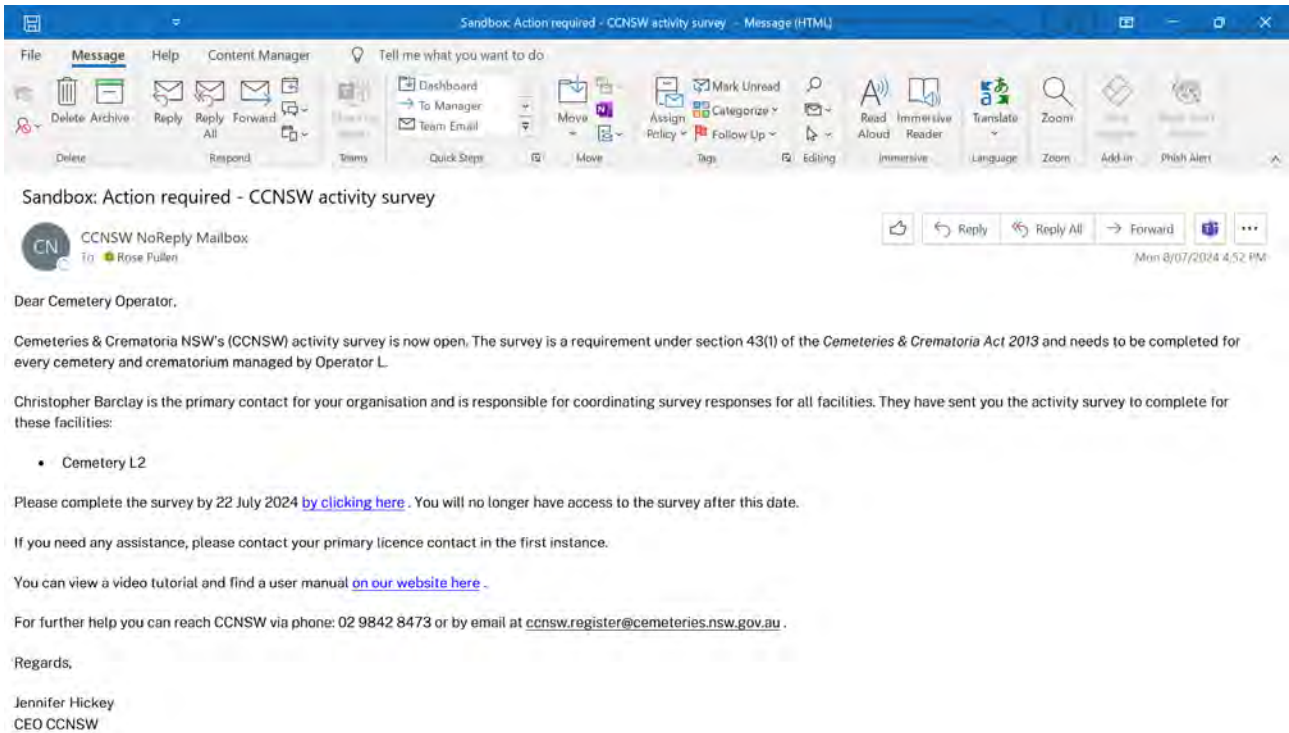 Sandbox: Action required - CCNSW activity survey - Message (HTML)
File Message Help Content Manager Tell me what you want to do
Delete Archive Reply Reply All Forward
Dashboard
To Manager
Team Email
Move
Assign Policy
Mark Unread
Categorize
Follow Up
Read Aloud
Immersive Reader
Translate
Zoom
Delete Respond Teams Quick Steps Move Tags Editing Immersive Language Zoom Add-in Phish Alert
Sandbox: Action required - CCNSW activity survey
CN
CCNSW NoReply Mailbox
To Rose Pullen
Reply Reply All Forward
Mon 8/07/2024 4:52 PM
Dear Cemetery Operator,
Cemeteries & Crematoria NSW's (CCNSW) activity survey is now open. The survey is a requirement under section 43(1) of the Cemeteries & Crematoria Act 2013 and needs to be completed for
every cemetery and crematorium managed by Operator L.
Christopher Barclay is the primary contact for your organisation and is responsible for coordinating survey responses for all facilities. They have sent you the activity survey to complete for
these facilities:
• Cemetery L2
Please complete the survey by 22 July 2024 by clicking here . You will no longer have access to the survey after this date.
If you need any assistance, please contact your primary licence contact in the first instance.
You can view a video tutorial and find a user manual on our website here .
For further help you can reach CCNSW via phone: 02 9842 8473 or by email at ccnsw.register@cemeteries.nsw.gov.au .
Regards,
Jennifer Hickey
CEO CCNSW